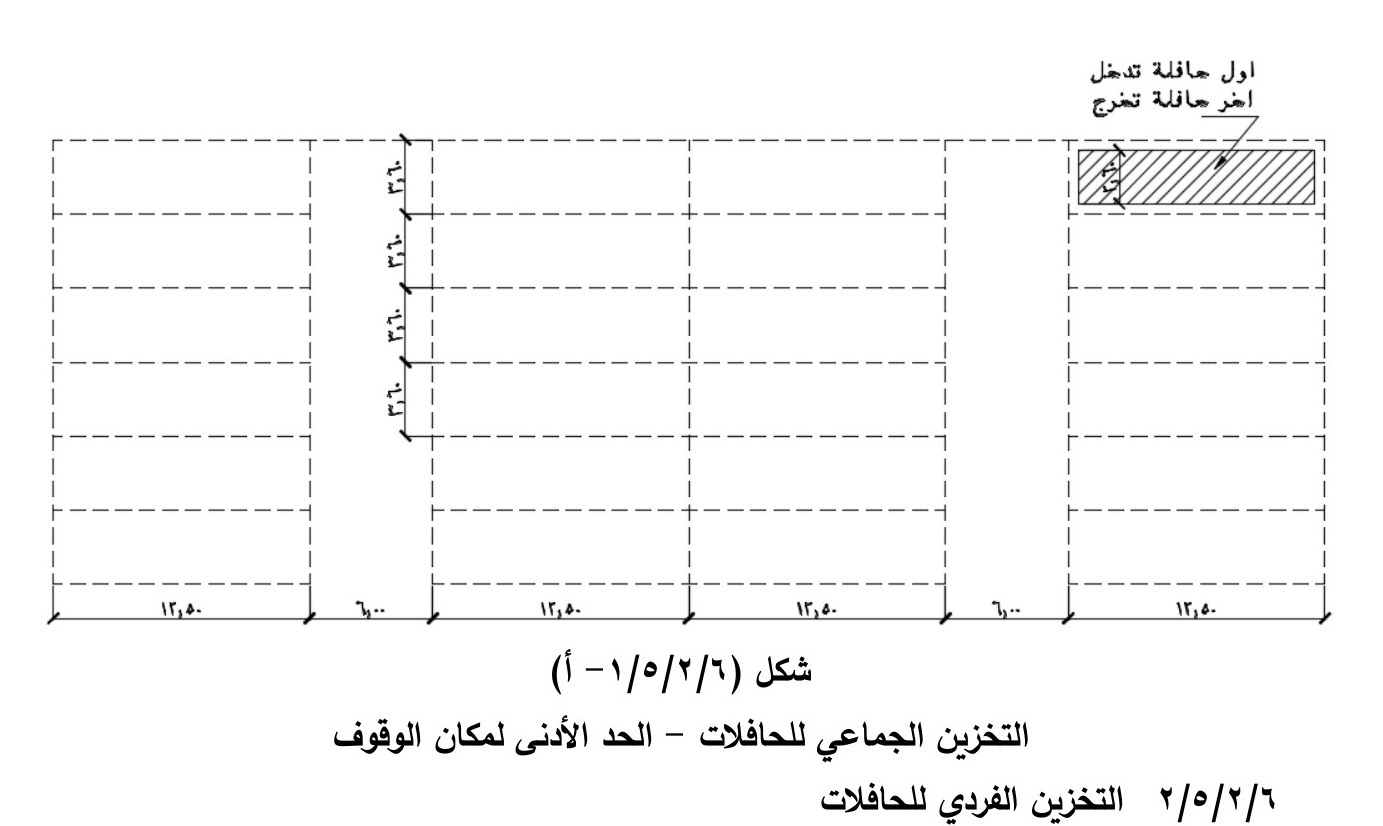 اول حافلة تدخل
اخر حافلة تخرج
٣,٦٠
٣,٦٠
٣,٦٠
٣,٦٠
١٢,٥٠ ٦,٠٠ ١٢,٥٠ ١٢,٥٠ ٦,٠٠ ١٢,٥٠
شكل (١/٥/٢/٦ – أ)
التخزين الجماعي للحافلات – الحد الأدنى لمكان الوقوف
٢/٥/٢/٦ التخزين الفردي للحافلات